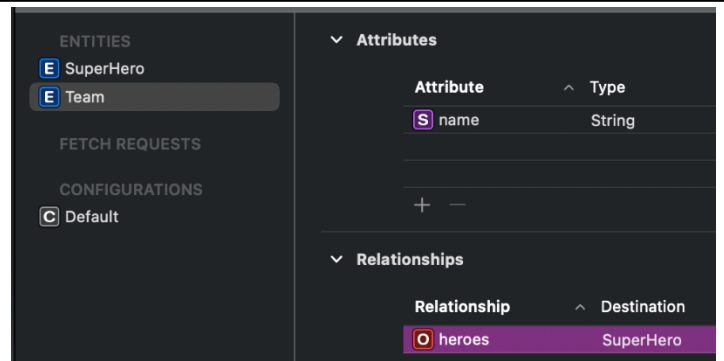 ENTITIES
E SuperHero
E Team
FETCH REQUESTS
CONFIGURATIONS
C Default
Attributes
Attribute Type
S name String
+ −
Relationships
Relationship Destination
O heroes SuperHero